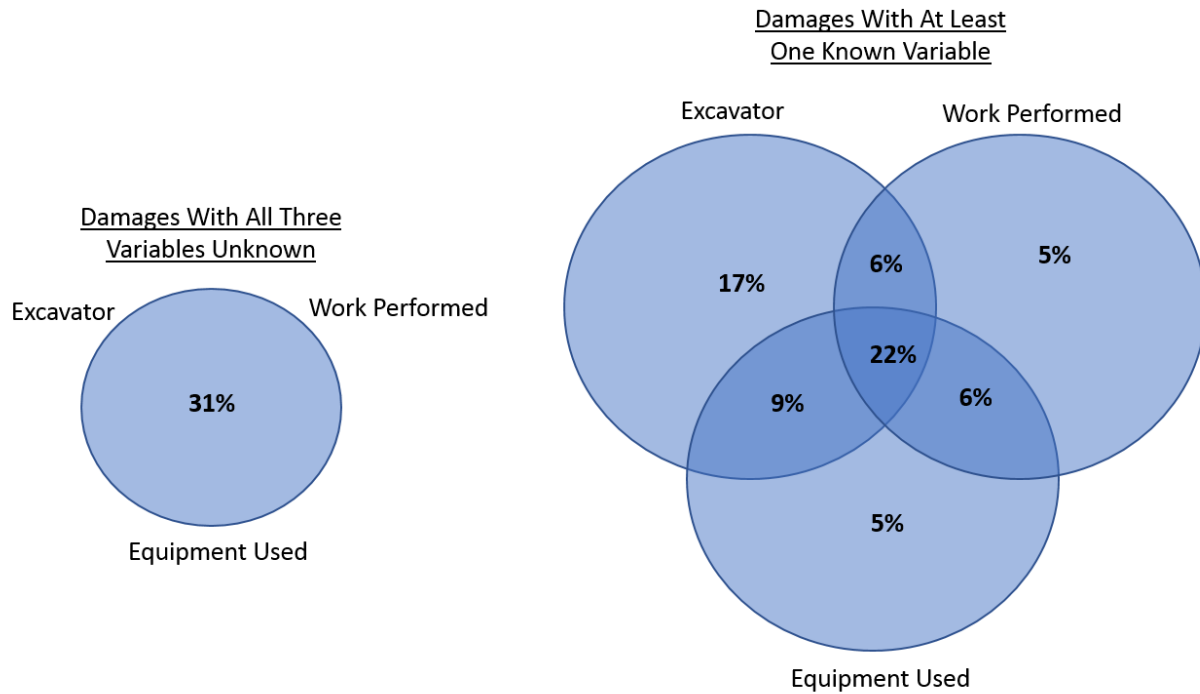 Damages With All Three
Variables Unknown
Excavator
Work Performed
31%
Equipment Used
Damages With At Least
One Known Variable
Excavator
Work Performed
17%
6%
5%
22%
9%
6%
5%
Equipment Used